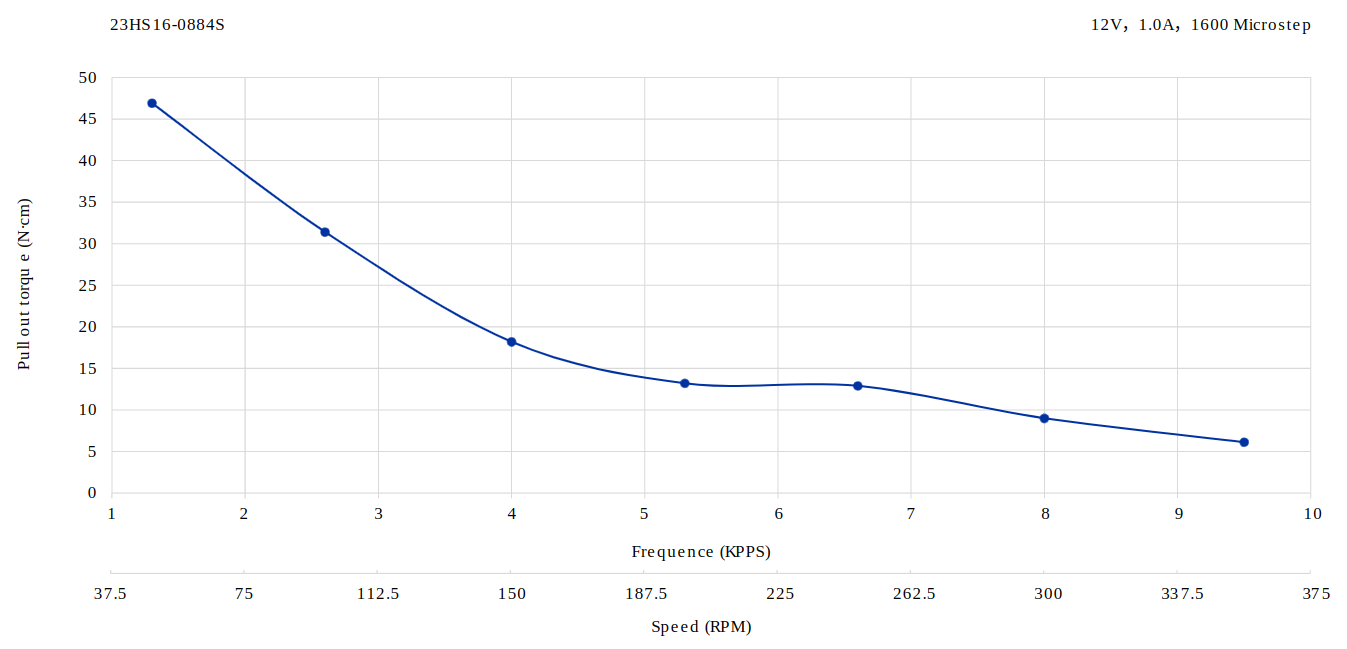 23HS16-0884S
12V, 1.0A, 1600 Microstep
50
45
40
35
30
25
20
15
10
5
0
Pull out torqu e (N·cm)
1 2 3 4 5 6 7 8 9 10
Frequence (KPPS)
37.5 75 112.5 150 187.5 225 262.5 300 337.5 375
Speed (RPM)